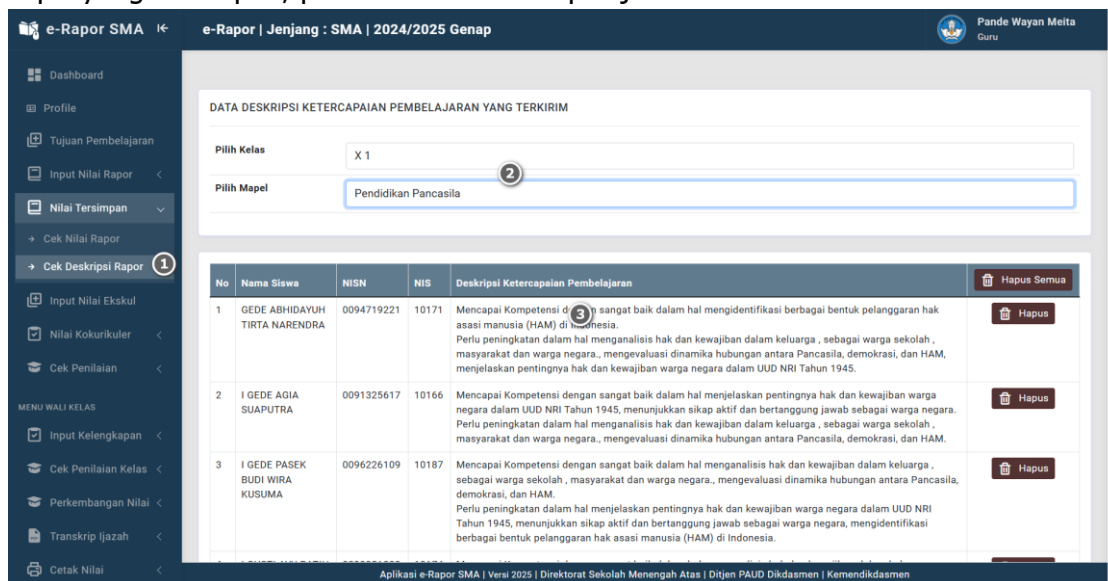 e-Rapor SMA
e-Rapor | Jenjang : SMA | 2024/2025 Genap
Pande Wayan Meita
Guru
Dashboard
Profile
Tujuan Pembelajaran
Input Nilai Rapor
Nilai Tersimpan
Cek Nilai Rapor
Cek Deskripsi Rapor 1
Input Nilai Ekskul
Nilai Kokurikuler
Cek Penilaian
MENU WALI KELAS
Input Kelengkapan
Cek Penilaian Kelas
Perkembangan Nilai
Transkrip Ijazah
Cetak Nilai
DATA DESKRIPSI KETERCAPAIAN PEMBELAJARAN YANG TERKIRIM
Pilih Kelas X 1
2
Pilih Mapel Pendidikan Pancasila
No Nama Siswa NISN NIS Deskripsi Ketercapaian Pembelajaran Hapus Semua
1 GEDE ABHIDAYUH TIRTA NARENDRA 0094719221 10171 Mencapai Kompetensi dengan sangat baik dalam hal mengidentifikasi berbagai bentuk pelanggaran hak Hapus
3
asasi manusia (HAM) di Indonesia.
Perlu peningkatan dalam hal menganalisis hak dan kewajiban dalam keluarga , sebagai warga sekolah ,
masyarakat dan warga negara., mengevaluasi dinamika hubungan antara Pancasila, demokrasi, dan HAM,
menjelaskan pentingnya hak dan kewajiban warga negara dalam UUD NRI Tahun 1945.
2 I GEDE AGIA SUAPUTRA 0091325617 10166 Mencapai Kompetensi dengan sangat baik dalam hal menjelaskan pentingnya hak dan kewajiban warga Hapus
negara dalam UUD NRI Tahun 1945, menunjukkan sikap aktif dan bertanggung jawab sebagai warga negara.
Perlu peningkatan dalam hal menganalisis hak dan kewajiban dalam keluarga , sebagai warga sekolah ,
masyarakat dan warga negara., mengevaluasi dinamika hubungan antara Pancasila, demokrasi, dan HAM.
3 I GEDE PASEK BUDI WIRA KUSUMA 0096226109 10187 Mencapai Kompetensi dengan sangat baik dalam hal menganalisis hak dan kewajiban dalam keluarga , Hapus
sebagai warga sekolah , masyarakat dan warga negara., mengevaluasi dinamika hubungan antara Pancasila,
demokrasi, dan HAM.
Perlu peningkatan dalam hal menjelaskan pentingnya hak dan kewajiban warga negara dalam UUD NRI
Tahun 1945, menunjukkan sikap aktif dan bertanggung jawab sebagai warga negara, mengidentifikasi
berbagai bentuk pelanggaran hak asasi manusia (HAM) di Indonesia.
Aplikasi e-Rapor SMA | Versi 2025 | Direktorat Sekolah Menengah Atas | Ditjen PAUD Dikdasmen | Kemendikdasmen